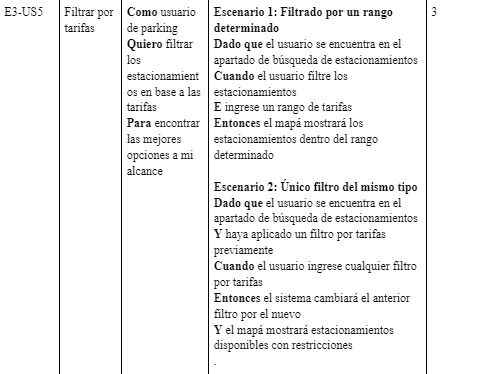 E3-US5
Filtrar por
tarifas
Como usuario
de parking
Quiero filtrar
los
estacionamient
os en base a las
tarifas
Para encontrar
las mejores
opciones a mi
alcance
Escenario 1: Filtrado por un rango
determinado
Dado que el usuario se encuentra en el
apartado de búsqueda de estacionamientos
Cuando el usuario filtre los
estacionamientos
E ingrese un rango de tarifas
Entonces el mapá mostrará los
estacionamientos dentro del rango
determinado
Escenario 2: Único filtro del mismo tipo
Dado que el usuario se encuentra en el
apartado de búsqueda de estacionamientos
Y haya aplicado un filtro por tarifas
previamente
Cuando el usuario ingrese cualquier filtro
por tarifas
Entonces el sistema cambiará el anterior
filtro por el nuevo
Y el mapá mostrará estacionamientos
disponibles con restricciones
.
3